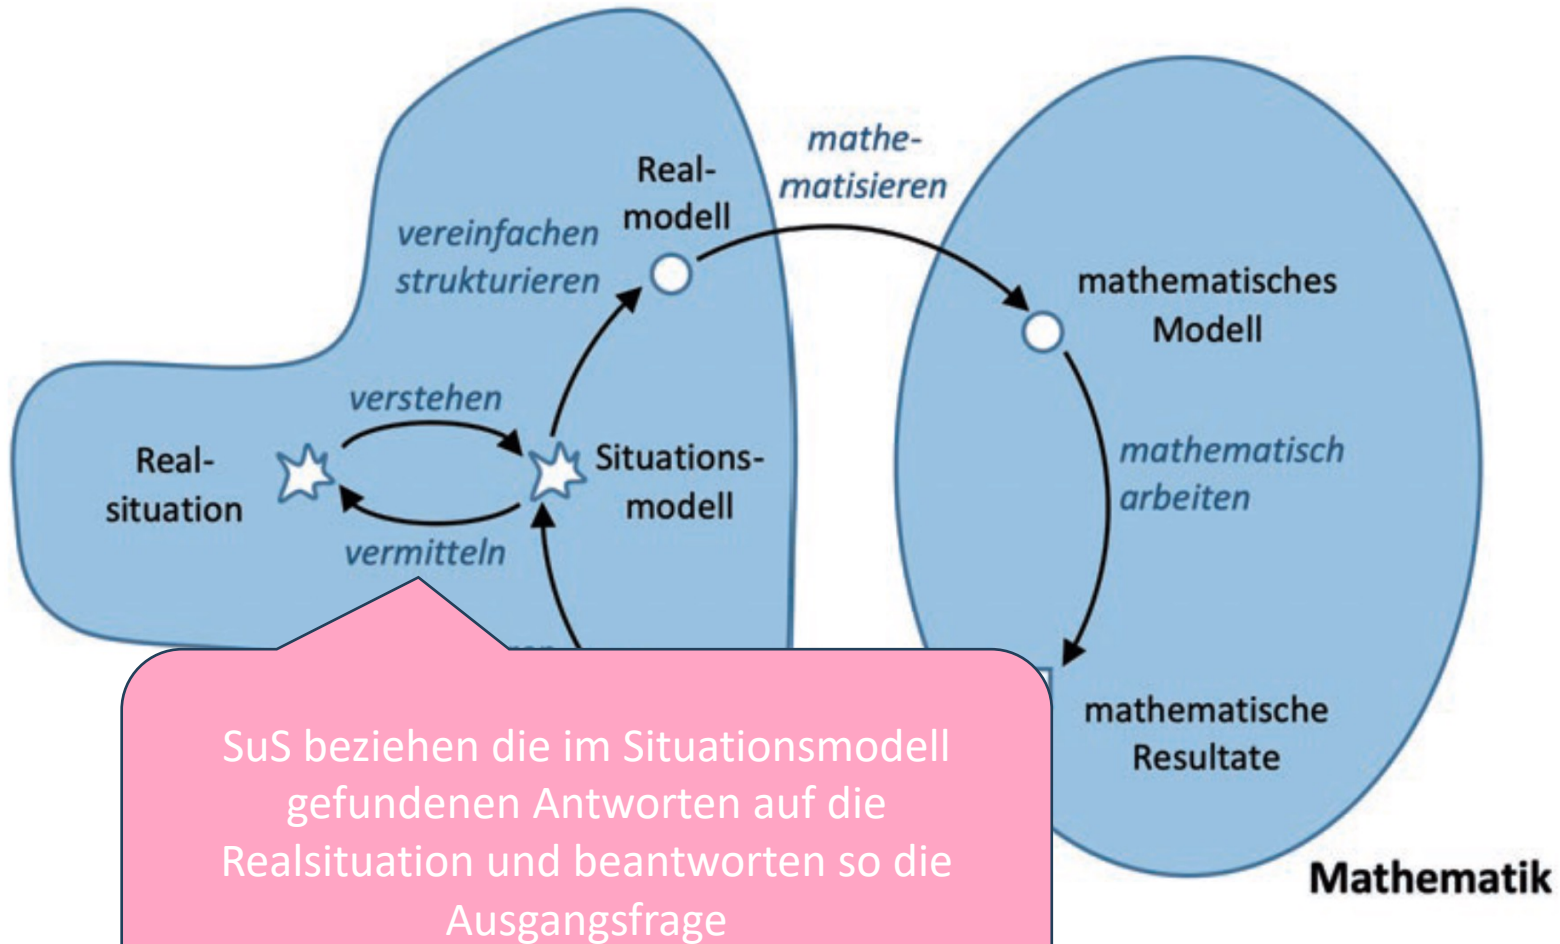 mathe-
matisieren
Real-
modell
vereinfachen
strukturieren
mathematisches
Modell
verstehen
Real-
situation
Situations-
modell
mathematisch
arbeiten
vermitteln
mathematische
Resultate
SuS beziehen die im Situationsmodell
gefundenen Antworten auf die
Realsituation und beantworten so die
Ausgangsfrage
Mathematik